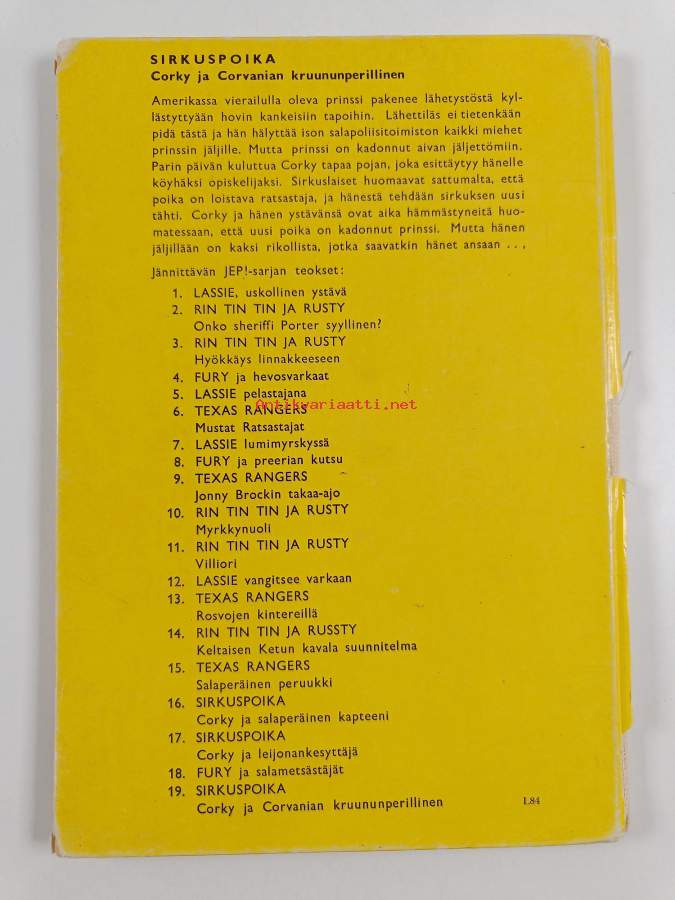 SIRKUSPOIKA
Corky ja Corvanian kruununperillinen
Amerikassa vierailulla oleva prinssi pakenee lähetystöstä kyl-
lästyttyään hovin kankeisiin tapoihin. Lähettiläs ei tietenkään
pidä tästä ja hän hälyttää ison salapoliisitoimiston kaikki miehet
prinssin jäljille. Mutta prinssi on kadonnut aivan jäljettömiin.
Parin päivän kuluttua Corky tapaa pojan, joka esittäytyy hänelle
köyhäksi opiskelijaksi. Sirkuslaiset huomaavat sattumalta, että
poika on loistava ratsastaja, ja hänestä tehdään sirkuksen uusi
tähti. Corky ja hänen ystävänsä ovat aika hämmästyneitä huo-
matessaan, että uusi poika on kadonnut prinssi. Mutta hänen
jäljillään on kaksi rikollista, jotka saavatkin hänet ansaan . . ,
Jännittävän JEP!-sarjan teokset:
1. LASSIE, uskollinen ystävä
2. RIN TIN TIN JA RUSTY
Onko sheriffi Porter syyllinen?
3. RIN TIN TIN JA RUSTY
Hyökkäys linnakkeeseen
4. FURY ja hevosvarkaat
5. LASSIE pelastajana
Antikvariaatti.net
6. TEXAS RANGERS
Mustat Ratsastajat
7. LASSIE lumimyrskyssä
8. FURY ja preerian kutsu
9. TEXAS RANGERS
Jonny Brockin takaa-ajo
10. RIN TIN TIN JA RUSTY
Myrkkynuoli
11. RIN TIN TIN JA RUSTY
Villiori
12. LASSIE vangitsee varkaan
13. TEXAS RANGERS
Rosvojen kintereillä
14. RIN TIN TIN JA RUSSTY
Keltaisen Ketun kavala suunnitelma
15. TEXAS RANGERS
Salaperäinen peruukki
16. SIRKUSPOIKA
Corky ja salaperäinen kapteeni
17. SIRKUSPOIKA
Corky ja leijonankesyttäjä
18. FURY ja salametsästäjät
19. SIRKUSPOIKA
Corky ja Corvanian kruununperillinen
L84